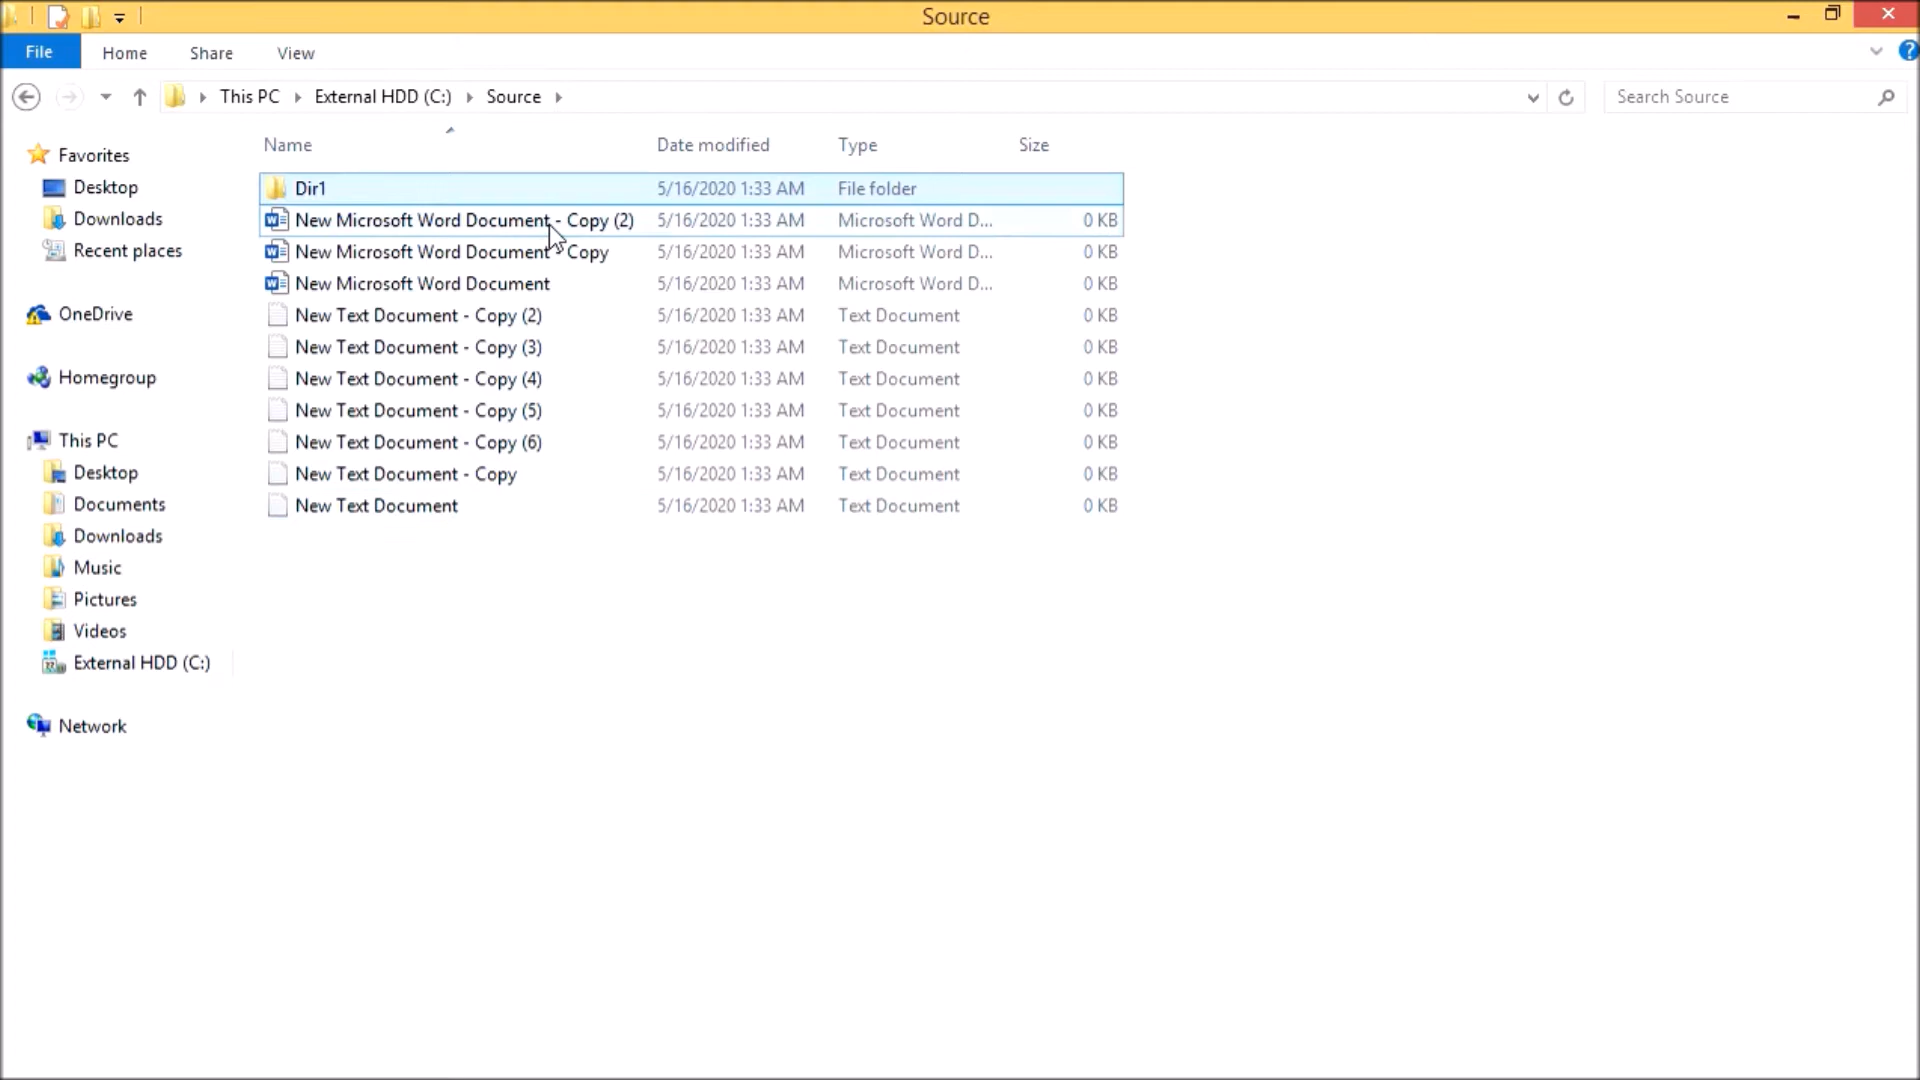 Source
File Home Share View ?
This PC External HDD (C:) Source Search Source
Name Date modified Type Size
Favorites
Desktop
Downloads
Recent places
OneDrive
Homegroup
This PC
Desktop
Documents
Downloads
Music
Pictures
Videos
External HDD (C:)
Network
Dir1 5/16/2020 1:33 AM File folder
New Microsoft Word Document - Copy (2) 5/16/2020 1:33 AM Microsoft Word D... 0 KB
New Microsoft Word Document - Copy 5/16/2020 1:33 AM Microsoft Word D... 0 KB
New Microsoft Word Document 5/16/2020 1:33 AM Microsoft Word D... 0 KB
New Text Document - Copy (2) 5/16/2020 1:33 AM Text Document 0 KB
New Text Document - Copy (3) 5/16/2020 1:33 AM Text Document 0 KB
New Text Document - Copy (4) 5/16/2020 1:33 AM Text Document 0 KB
New Text Document - Copy (5) 5/16/2020 1:33 AM Text Document 0 KB
New Text Document - Copy (6) 5/16/2020 1:33 AM Text Document 0 KB
New Text Document - Copy 5/16/2020 1:33 AM Text Document 0 KB
New Text Document 5/16/2020 1:33 AM Text Document 0 KB